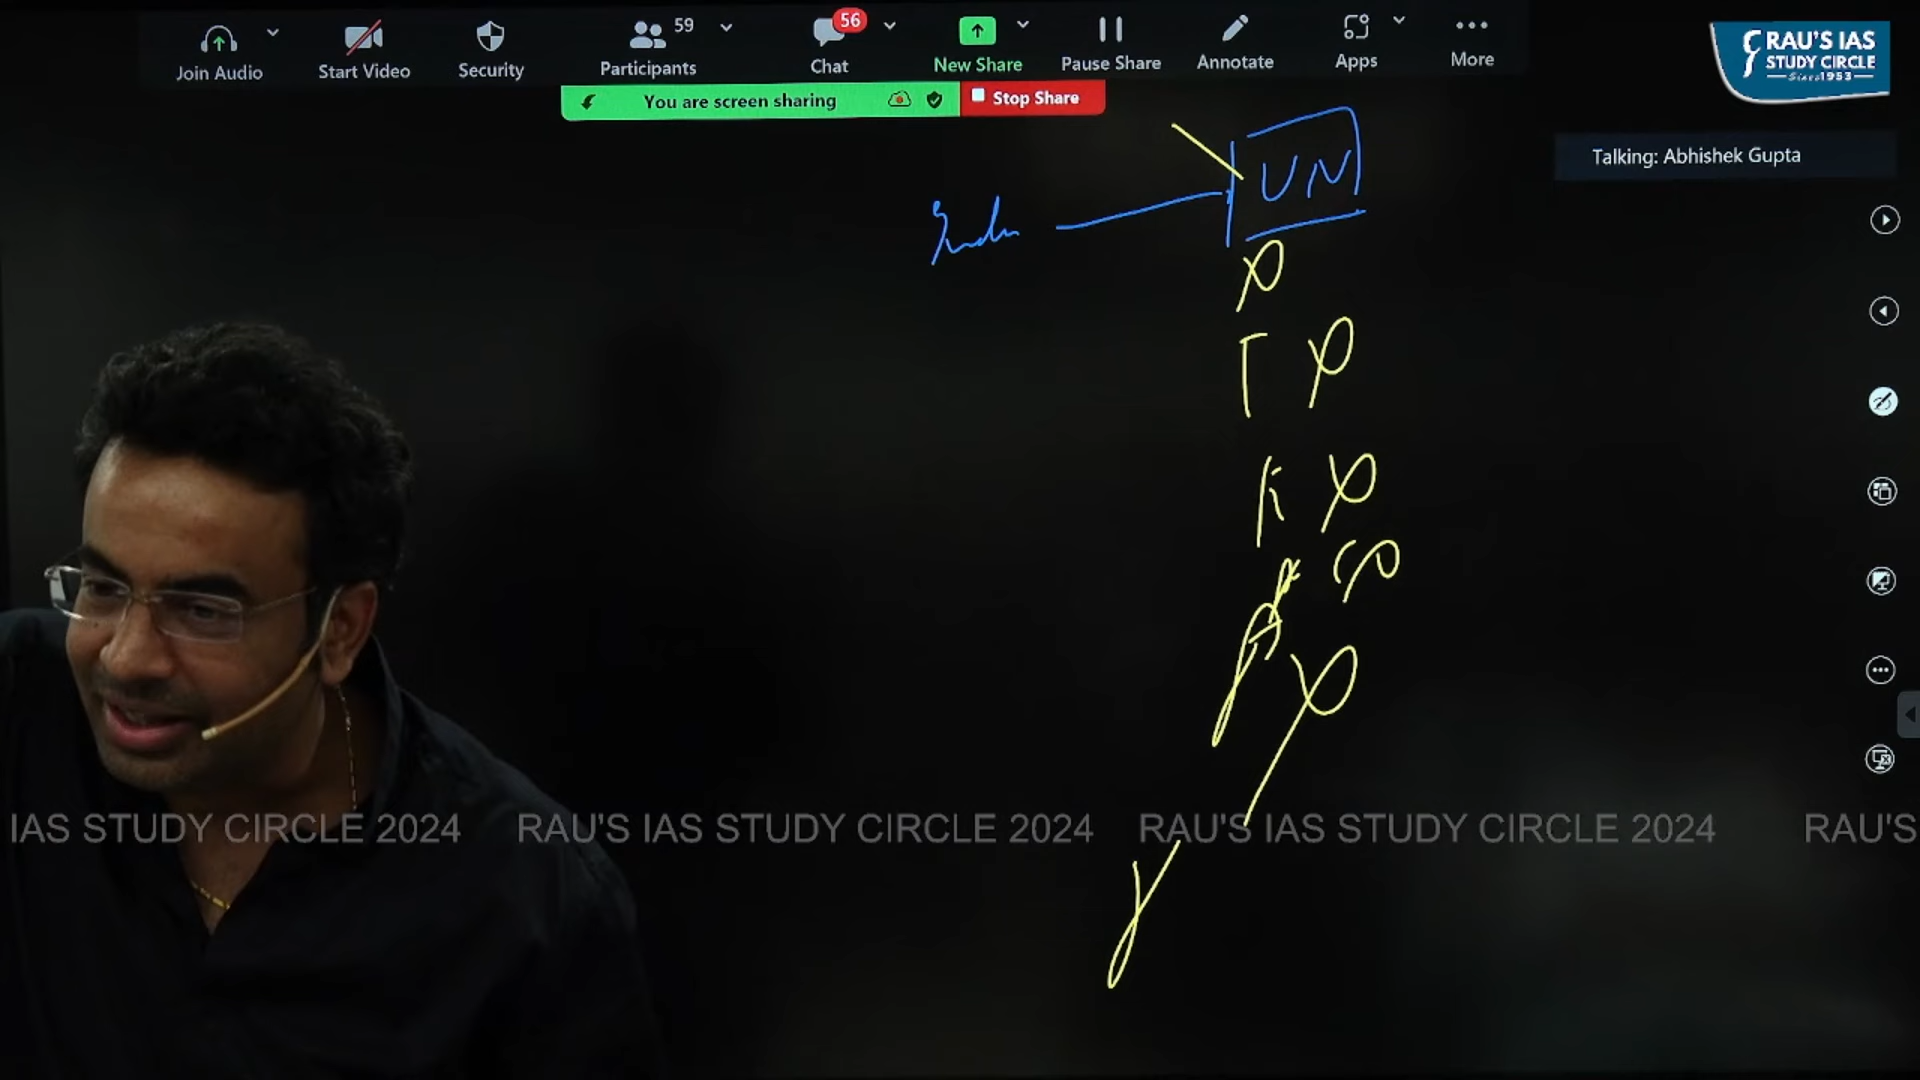 59
56
Join Audio
Start Video
Security
Participants
Chat
New Share
Pause Share
Annotate
Apps
More
You are screen sharing
Stop Share
RAU'S IAS
STUDY CIRCLE
Since 1953
Talking: Abhishek Gupta
UN
IAS STUDY CIRCLE 2024 RAU'S IAS STUDY CIRCLE 2024 RAU'S IAS STUDY CIRCLE 2024 RAU'S